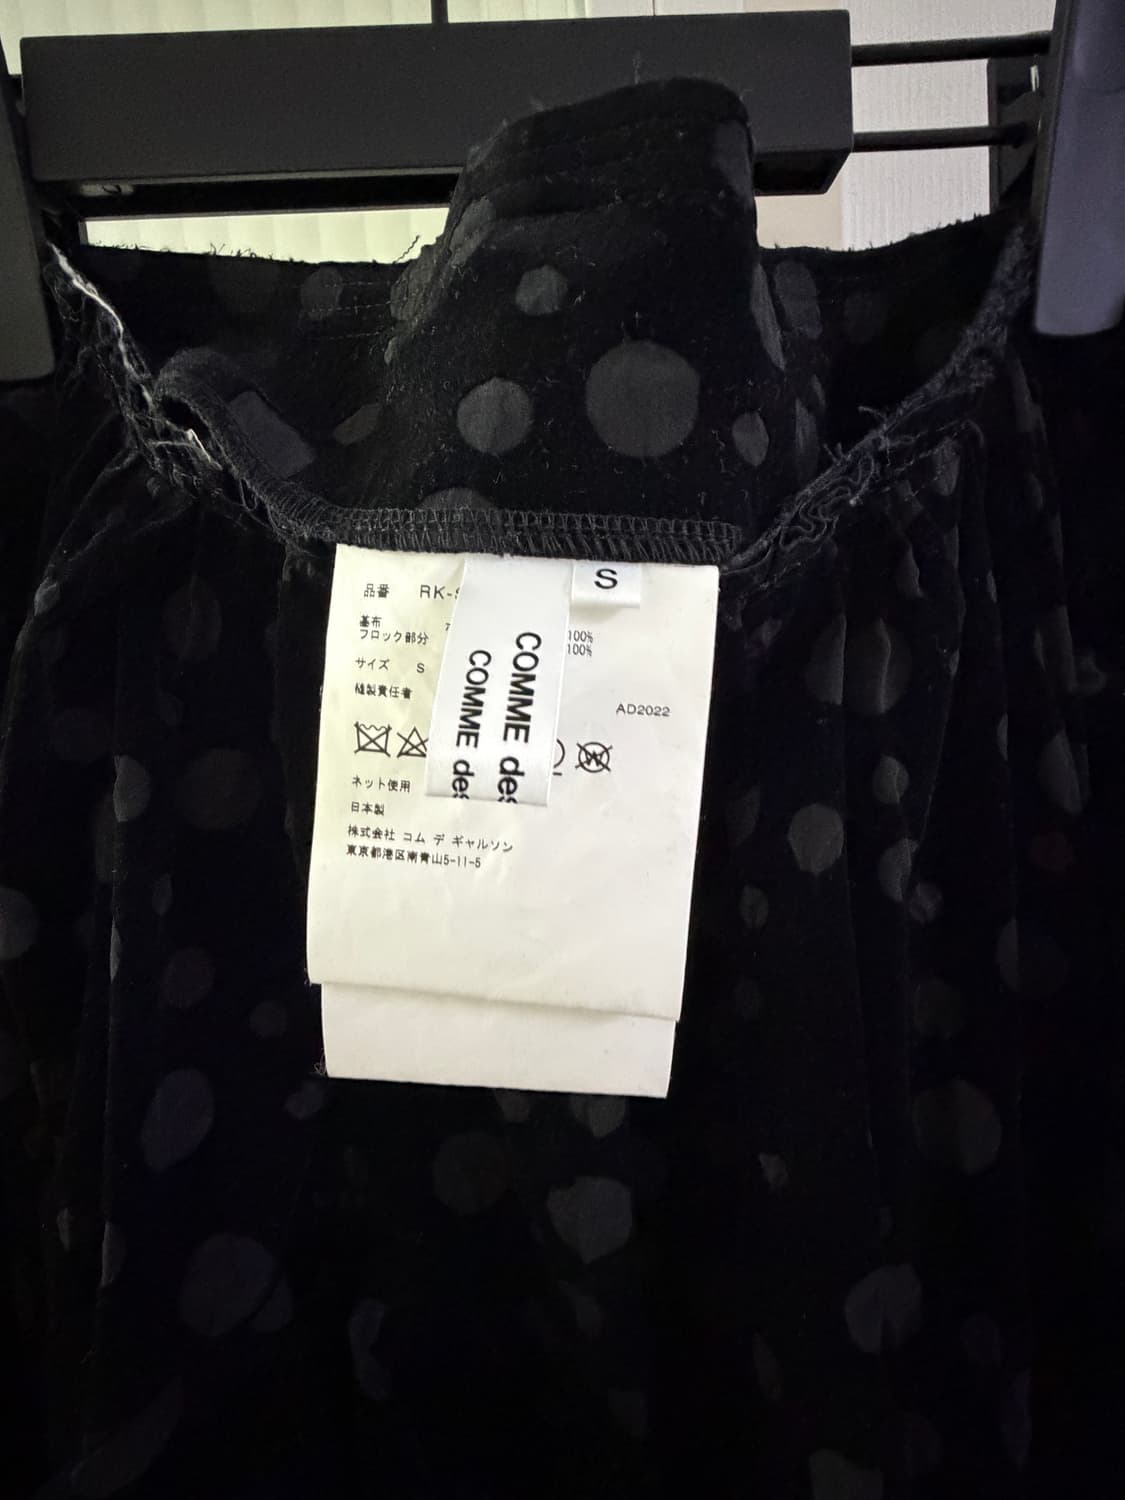 S
品番 RK-
基布
フロック部分 100%
100%
サイズ S
縫製責任者
AD2022
COMME des
COMME des
ネット使用
日本製
株式会社 コム デ ギャルソン
東京都港区南青山5-11-5